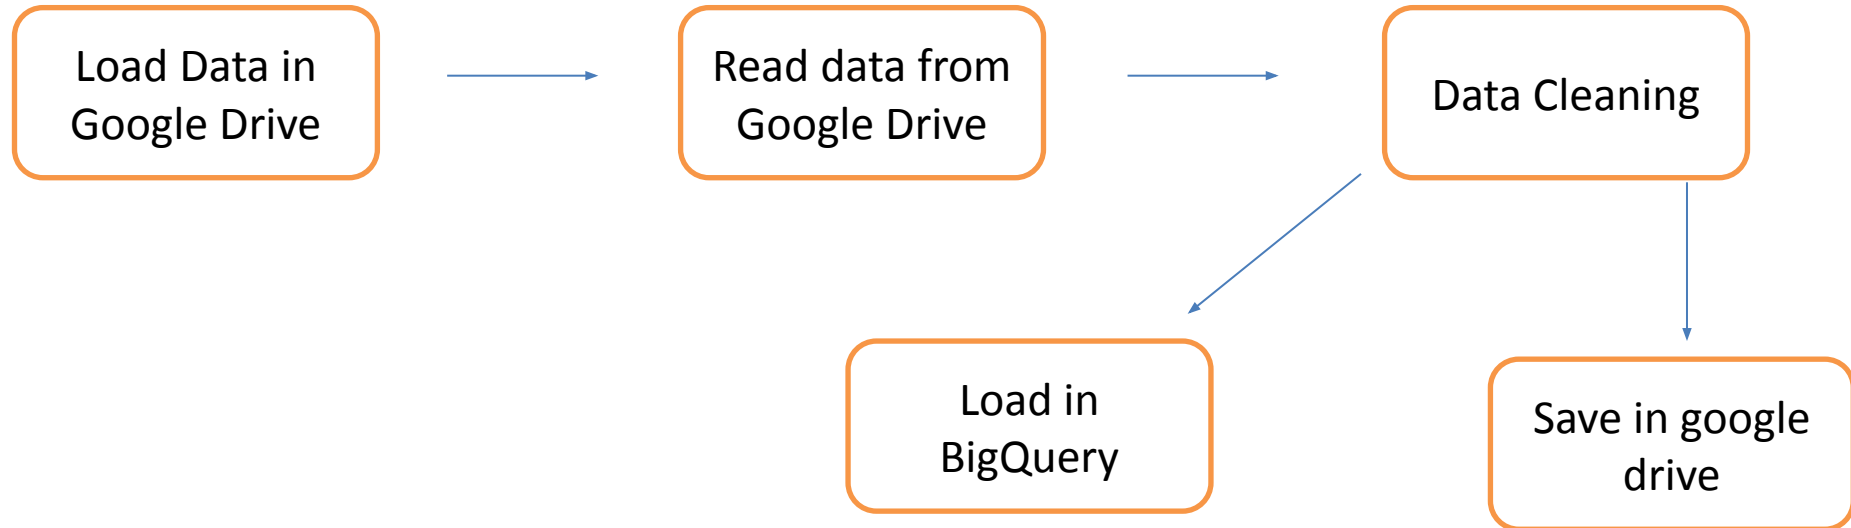 Load Data in
Google Drive
Read data from
Google Drive
Data Cleaning
Load in
BigQuery
Save in google
drive